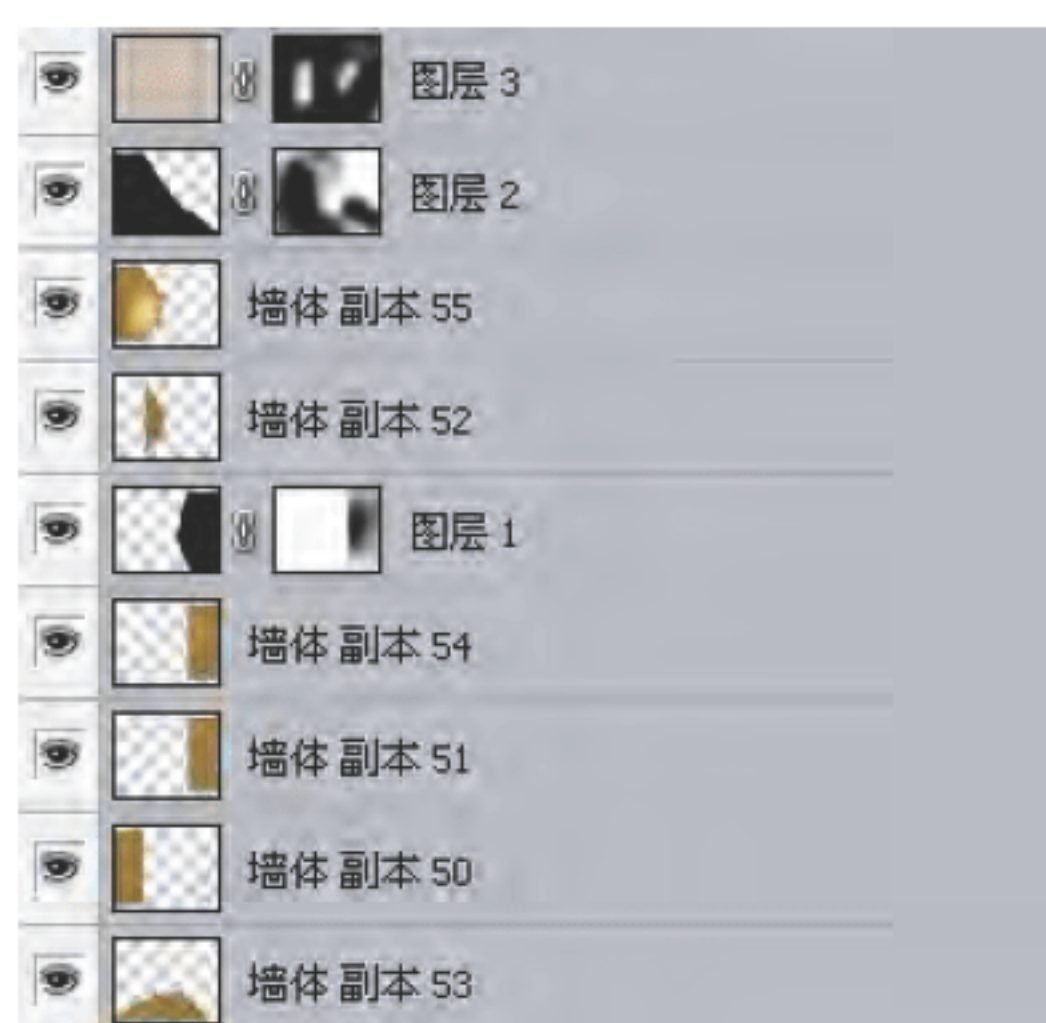 图层 3
图层 2
墙体 副本 55
墙体 副本 52
图层 1
墙体 副本 54
墙体 副本 51
墙体 副本 50
墙体 副本 53